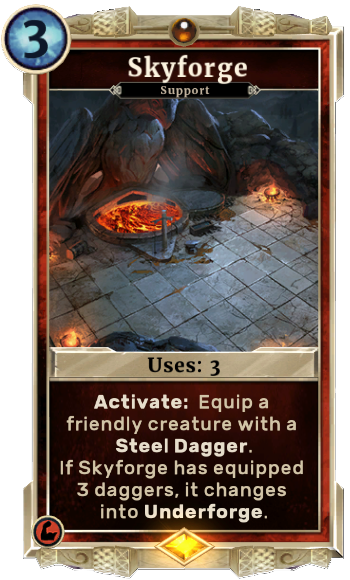 3
Skyforge
Support
Uses: 3
Activate: Equip a
friendly creature with a
Steel Dagger.
If Skyforge has equipped
3 daggers, it changes
into Underforge.